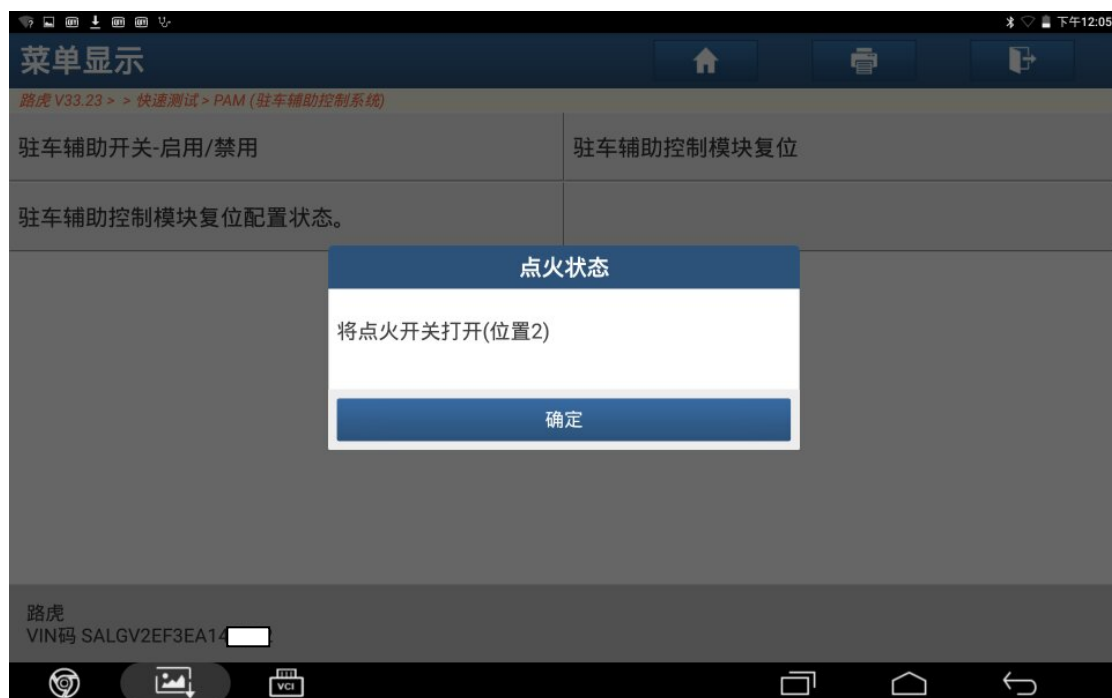 下午12:05
菜单显示
路虎 V33.23 > > 快速测试 > PAM (驻车辅助控制系统)
驻车辅助开关-启用/禁用
驻车辅助控制模块复位
驻车辅助控制模块复位配置状态。
点火状态
将点火开关打开(位置2)
确定
路虎
VIN码 SALGV2EF3EA14
VCI